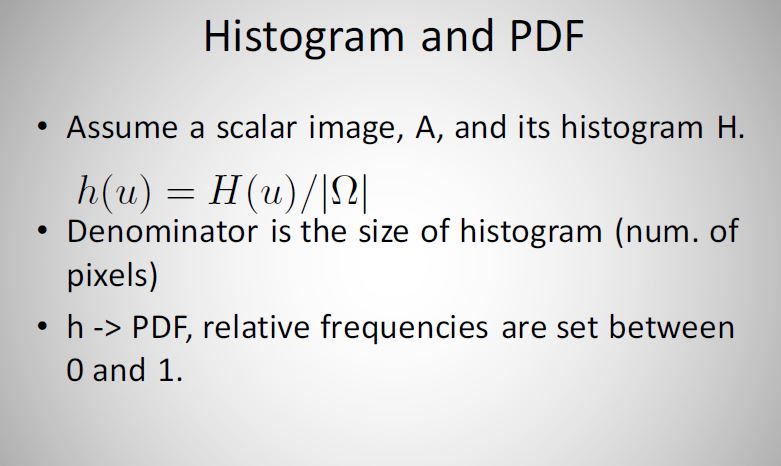 Histogram and PDF
• Assume a scalar image, A, and its histogram H.
h(u) = H(u)/|Ω|
• Denominator is the size of histogram (num. of
pixels)
• h -> PDF, relative frequencies are set between
0 and 1.